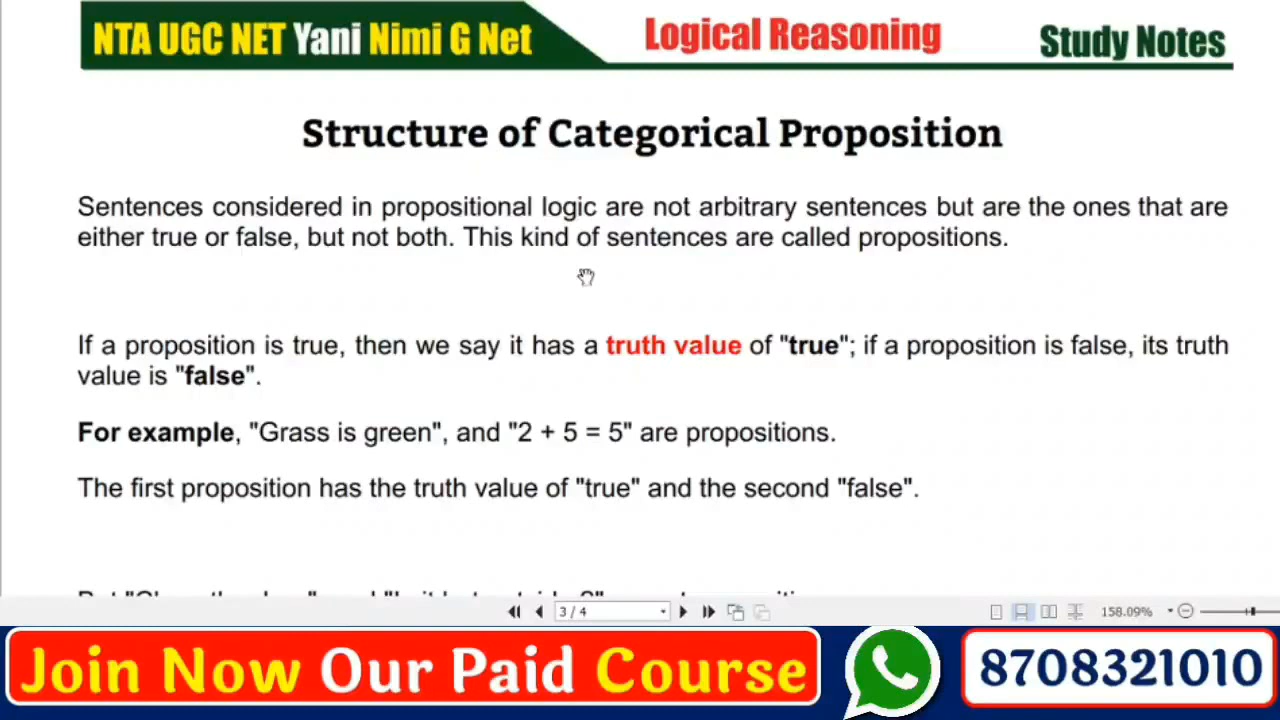 NTA UGC NET Yani Nimi G Net
Logical Reasoning
Study Notes
Structure of Categorical Proposition
Sentences considered in propositional logic are not arbitrary sentences but are the ones that are
either true or false, but not both. This kind of sentences are called propositions.
If a proposition is true, then we say it has a truth value of "true"; if a proposition is false, its truth
value is "false".
For example, "Grass is green", and "2 + 5 = 5" are propositions.
The first proposition has the truth value of "true" and the second "false".
3 / 4
158.09%
Join Now Our Paid Course
8708321010